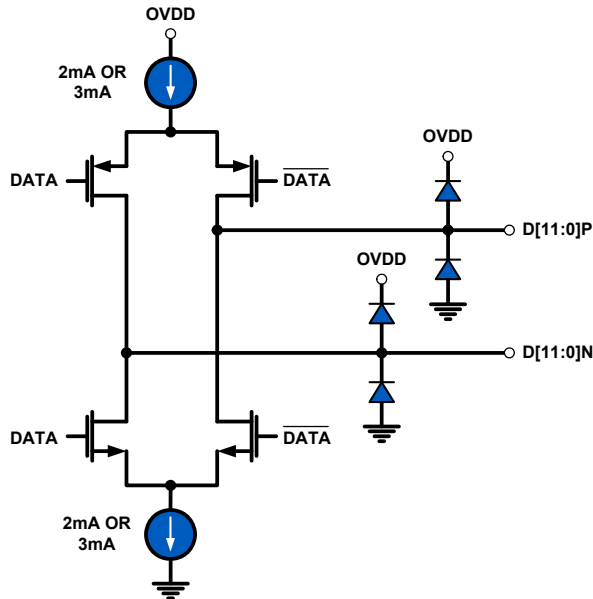 OVDD
2mA OR
3mA
OVDD
DATA
DATA
D[11:0]P
OVDD
D[11:0]N
DATA
DATA
2mA OR
3mA